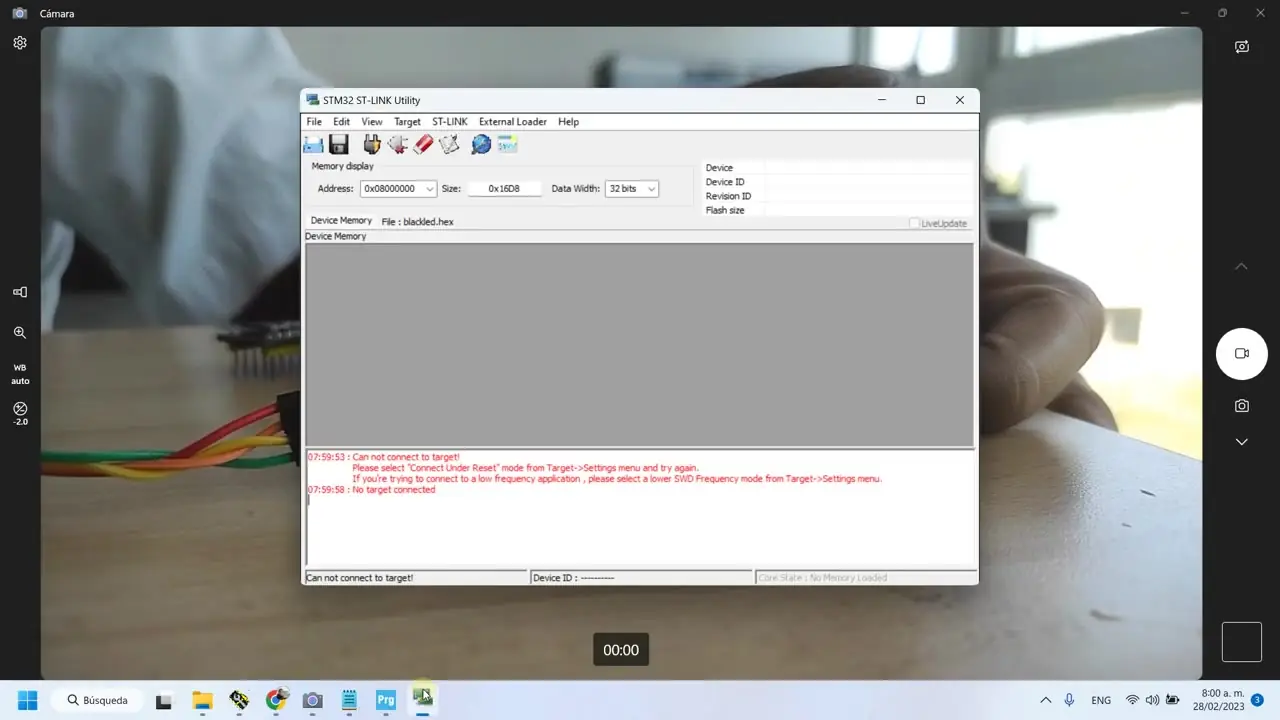 Cámara
STM32 ST-LINK Utility
File Edit View Target ST-LINK External Loader Help
Memory display
Address: 0x08000000 Size: 0x16D8 Data Width: 32 bits
Device
Device ID
Revision ID
Flash size
Device Memory File : blackled.hex
LiveUpdate
Device Memory
WB
auto
-2.0
07:59:53 : Can not connect to target!
Please select "Connect Under Reset" mode from Target->Settings menu and try again.
If you're trying to connect to a low frequency application , please select a lower SWD Frequency mode from Target->Settings menu.
07:59:58 : No target connected
Can not connect to target! Device ID : ---------- Core State : No Memory Loaded
00:00
Búsqueda
Prg
ENG
8:00 a. m.
28/02/2023
3